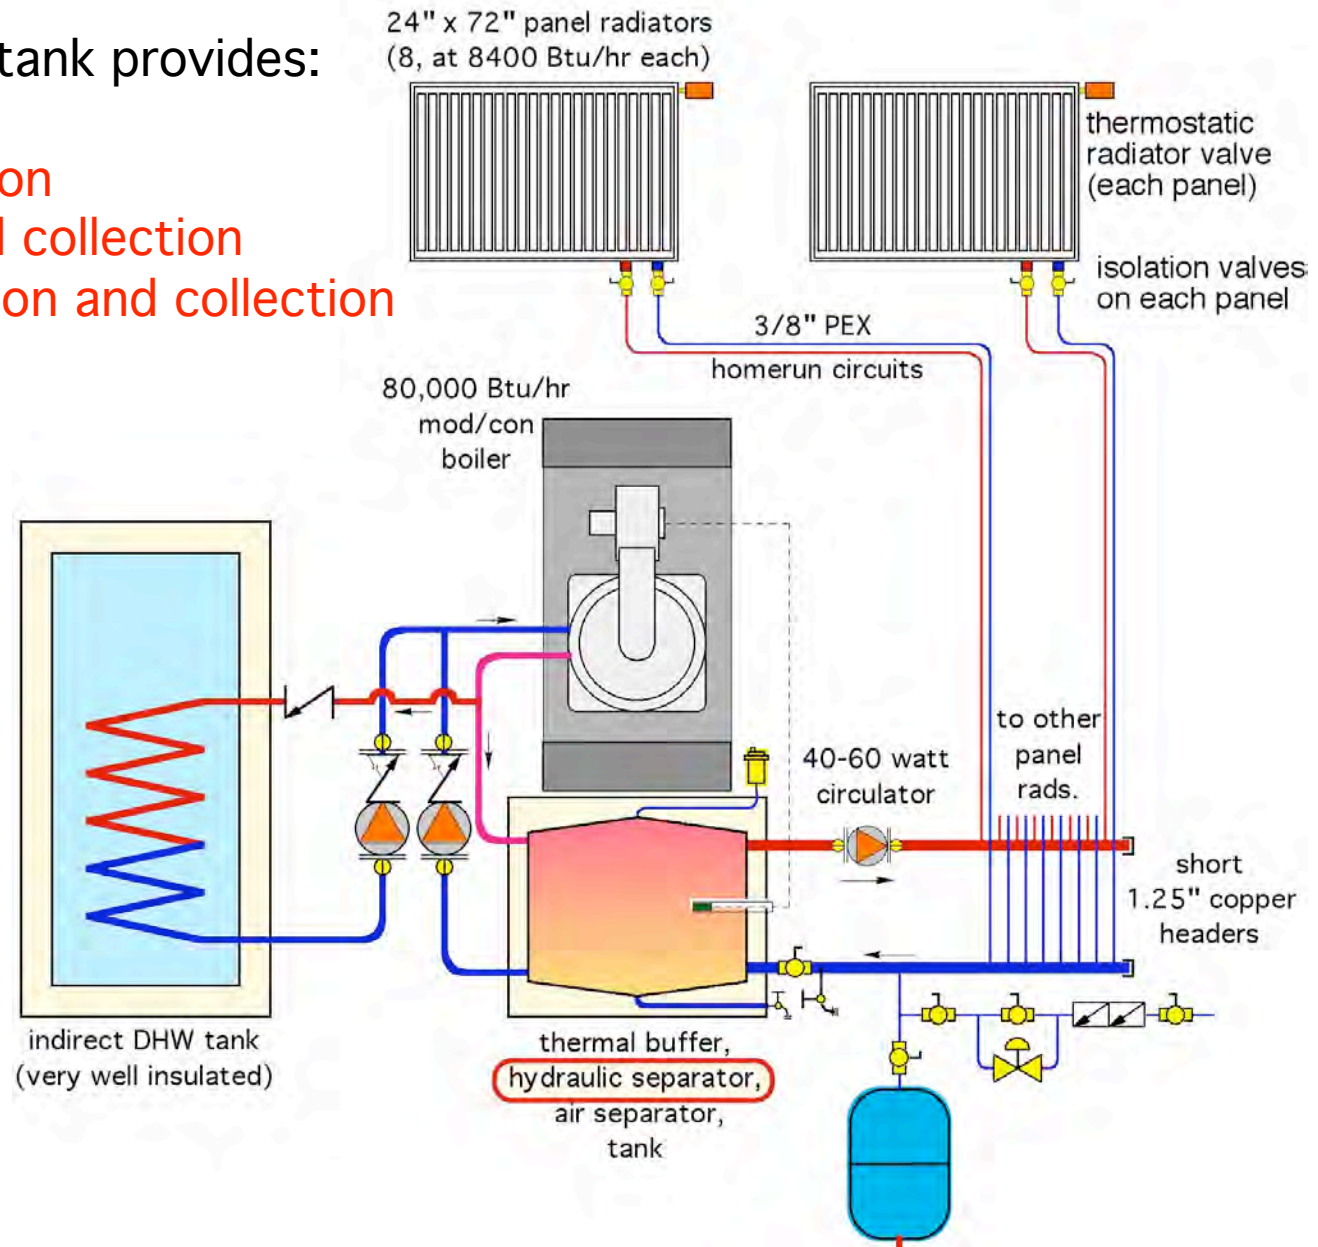 24" x 72" panel radiators
(8, at 8400 Btu/hr each)
tank provides:
on
collection
on and collection
thermostatic
radiator valve
(each panel)
isolation valves
on each panel
3/8" PEX
homerun circuits
80,000 Btu/hr
mod/con
boiler
to other
panel
rads.
40-60 watt
circulator
short
1.25" copper
headers
indirect DHW tank
(very well insulated)
thermal buffer,
hydraulic separator,
air separator,
tank